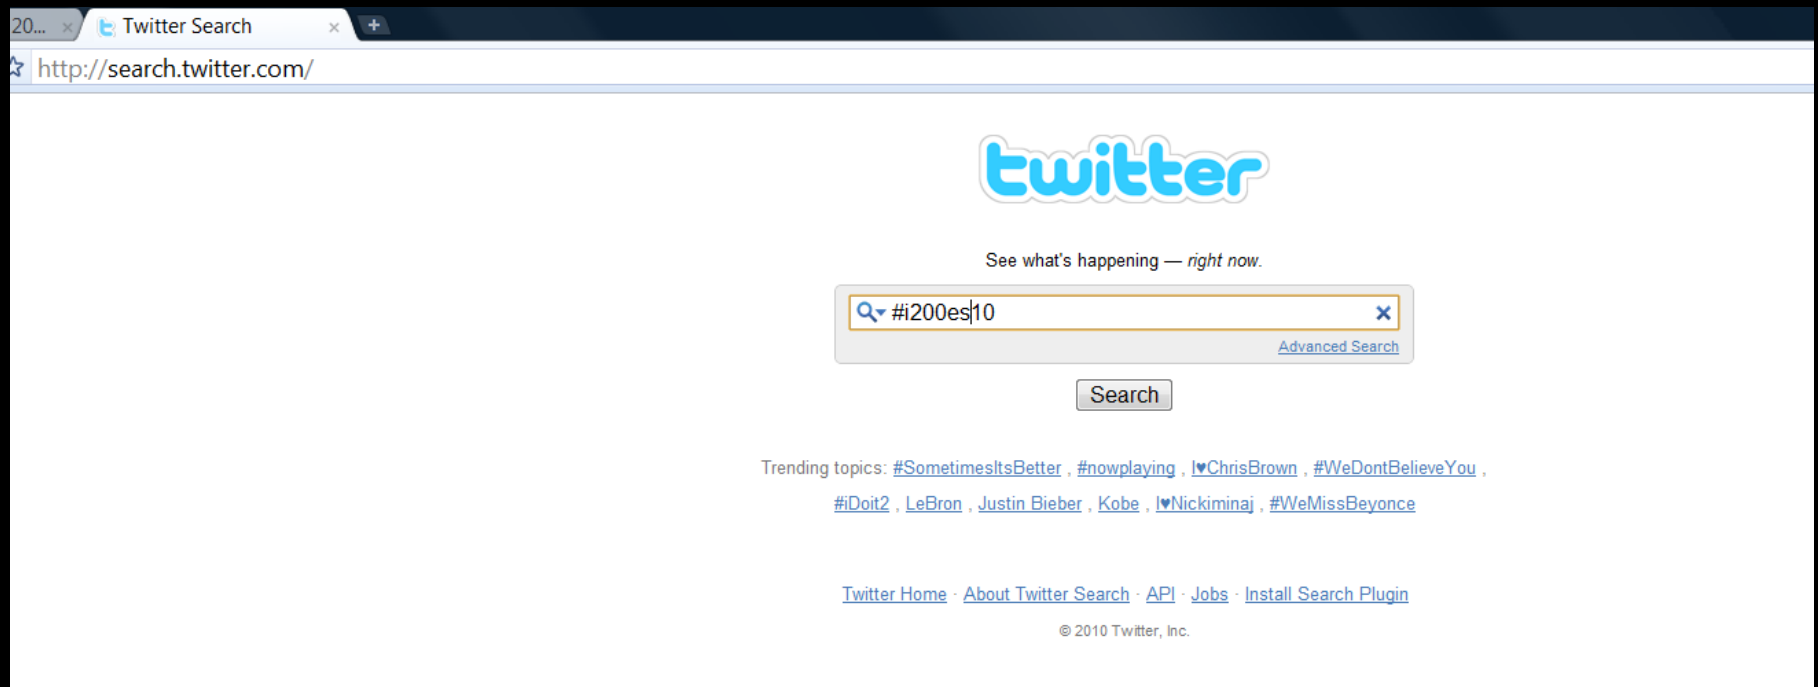 20...
Twitter Search
http://search.twitter.com/
twitter
See what's happening — right now.
#i200es10
Advanced Search
Search
Trending topics: #SometimesItsBetter , #nowplaying , I♥ChrisBrown , #WeDontBelieveYou ,
#iDoit2 , LeBron , Justin Bieber , Kobe , I♥Nickiminaj , #WeMissBeyonce
Twitter Home · About Twitter Search · API · Jobs · Install Search Plugin
© 2010 Twitter, Inc.